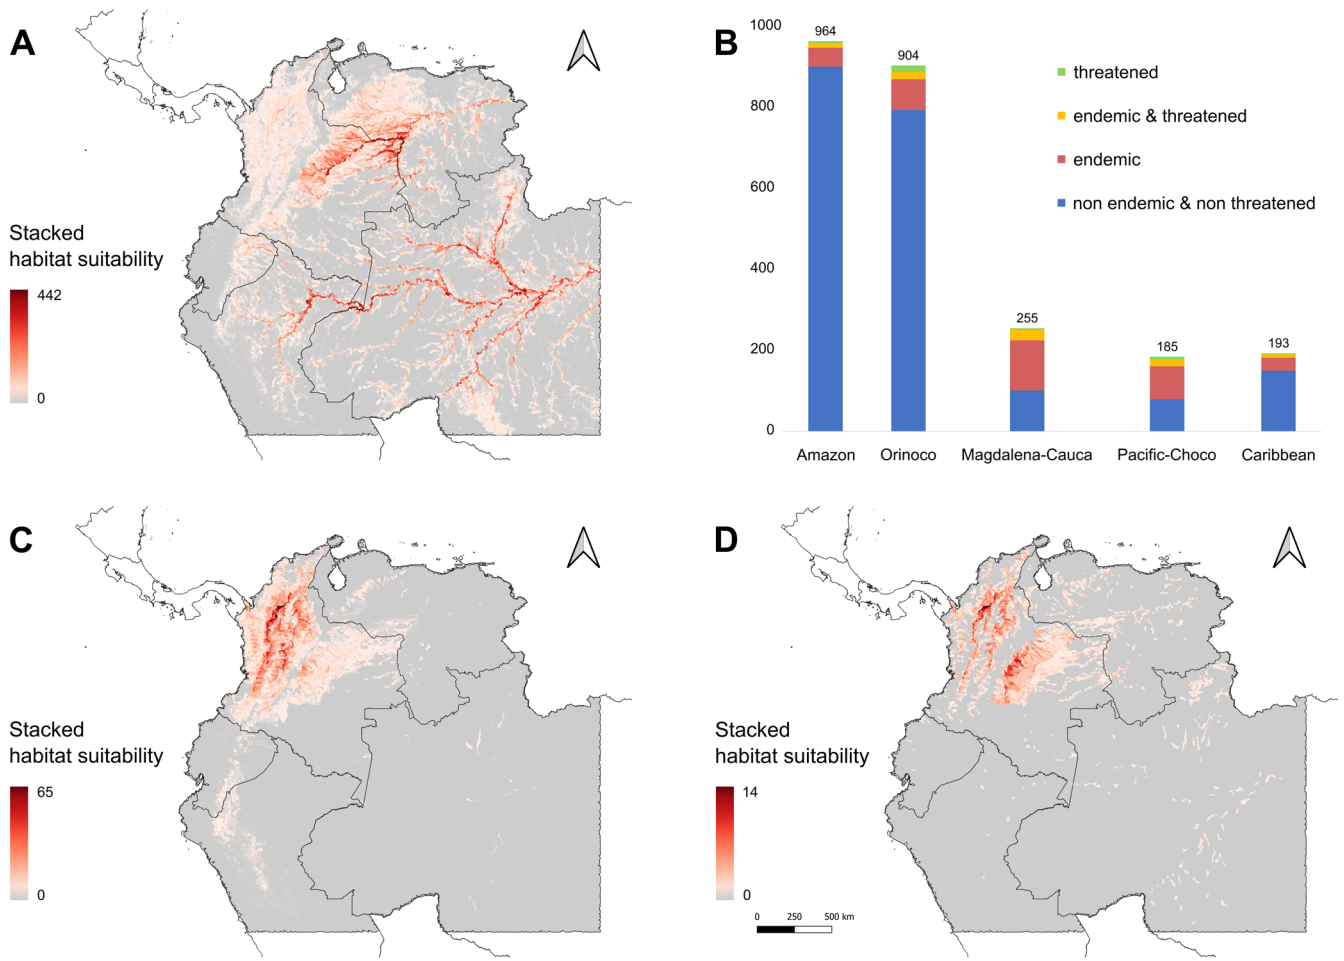 A
Stacked
habitat suitability
442
0
B
1000
800
600
400
200
0
964
904
255
185
193
threatened
endemic & threatened
endemic
non endemic & non threatened
Amazon
Orinoco
Magdalena-Cauca
Pacific-Choco
Caribbean
C
Stacked
habitat suitability
65
0
D
Stacked
habitat suitability
14
0
0 250 500 km